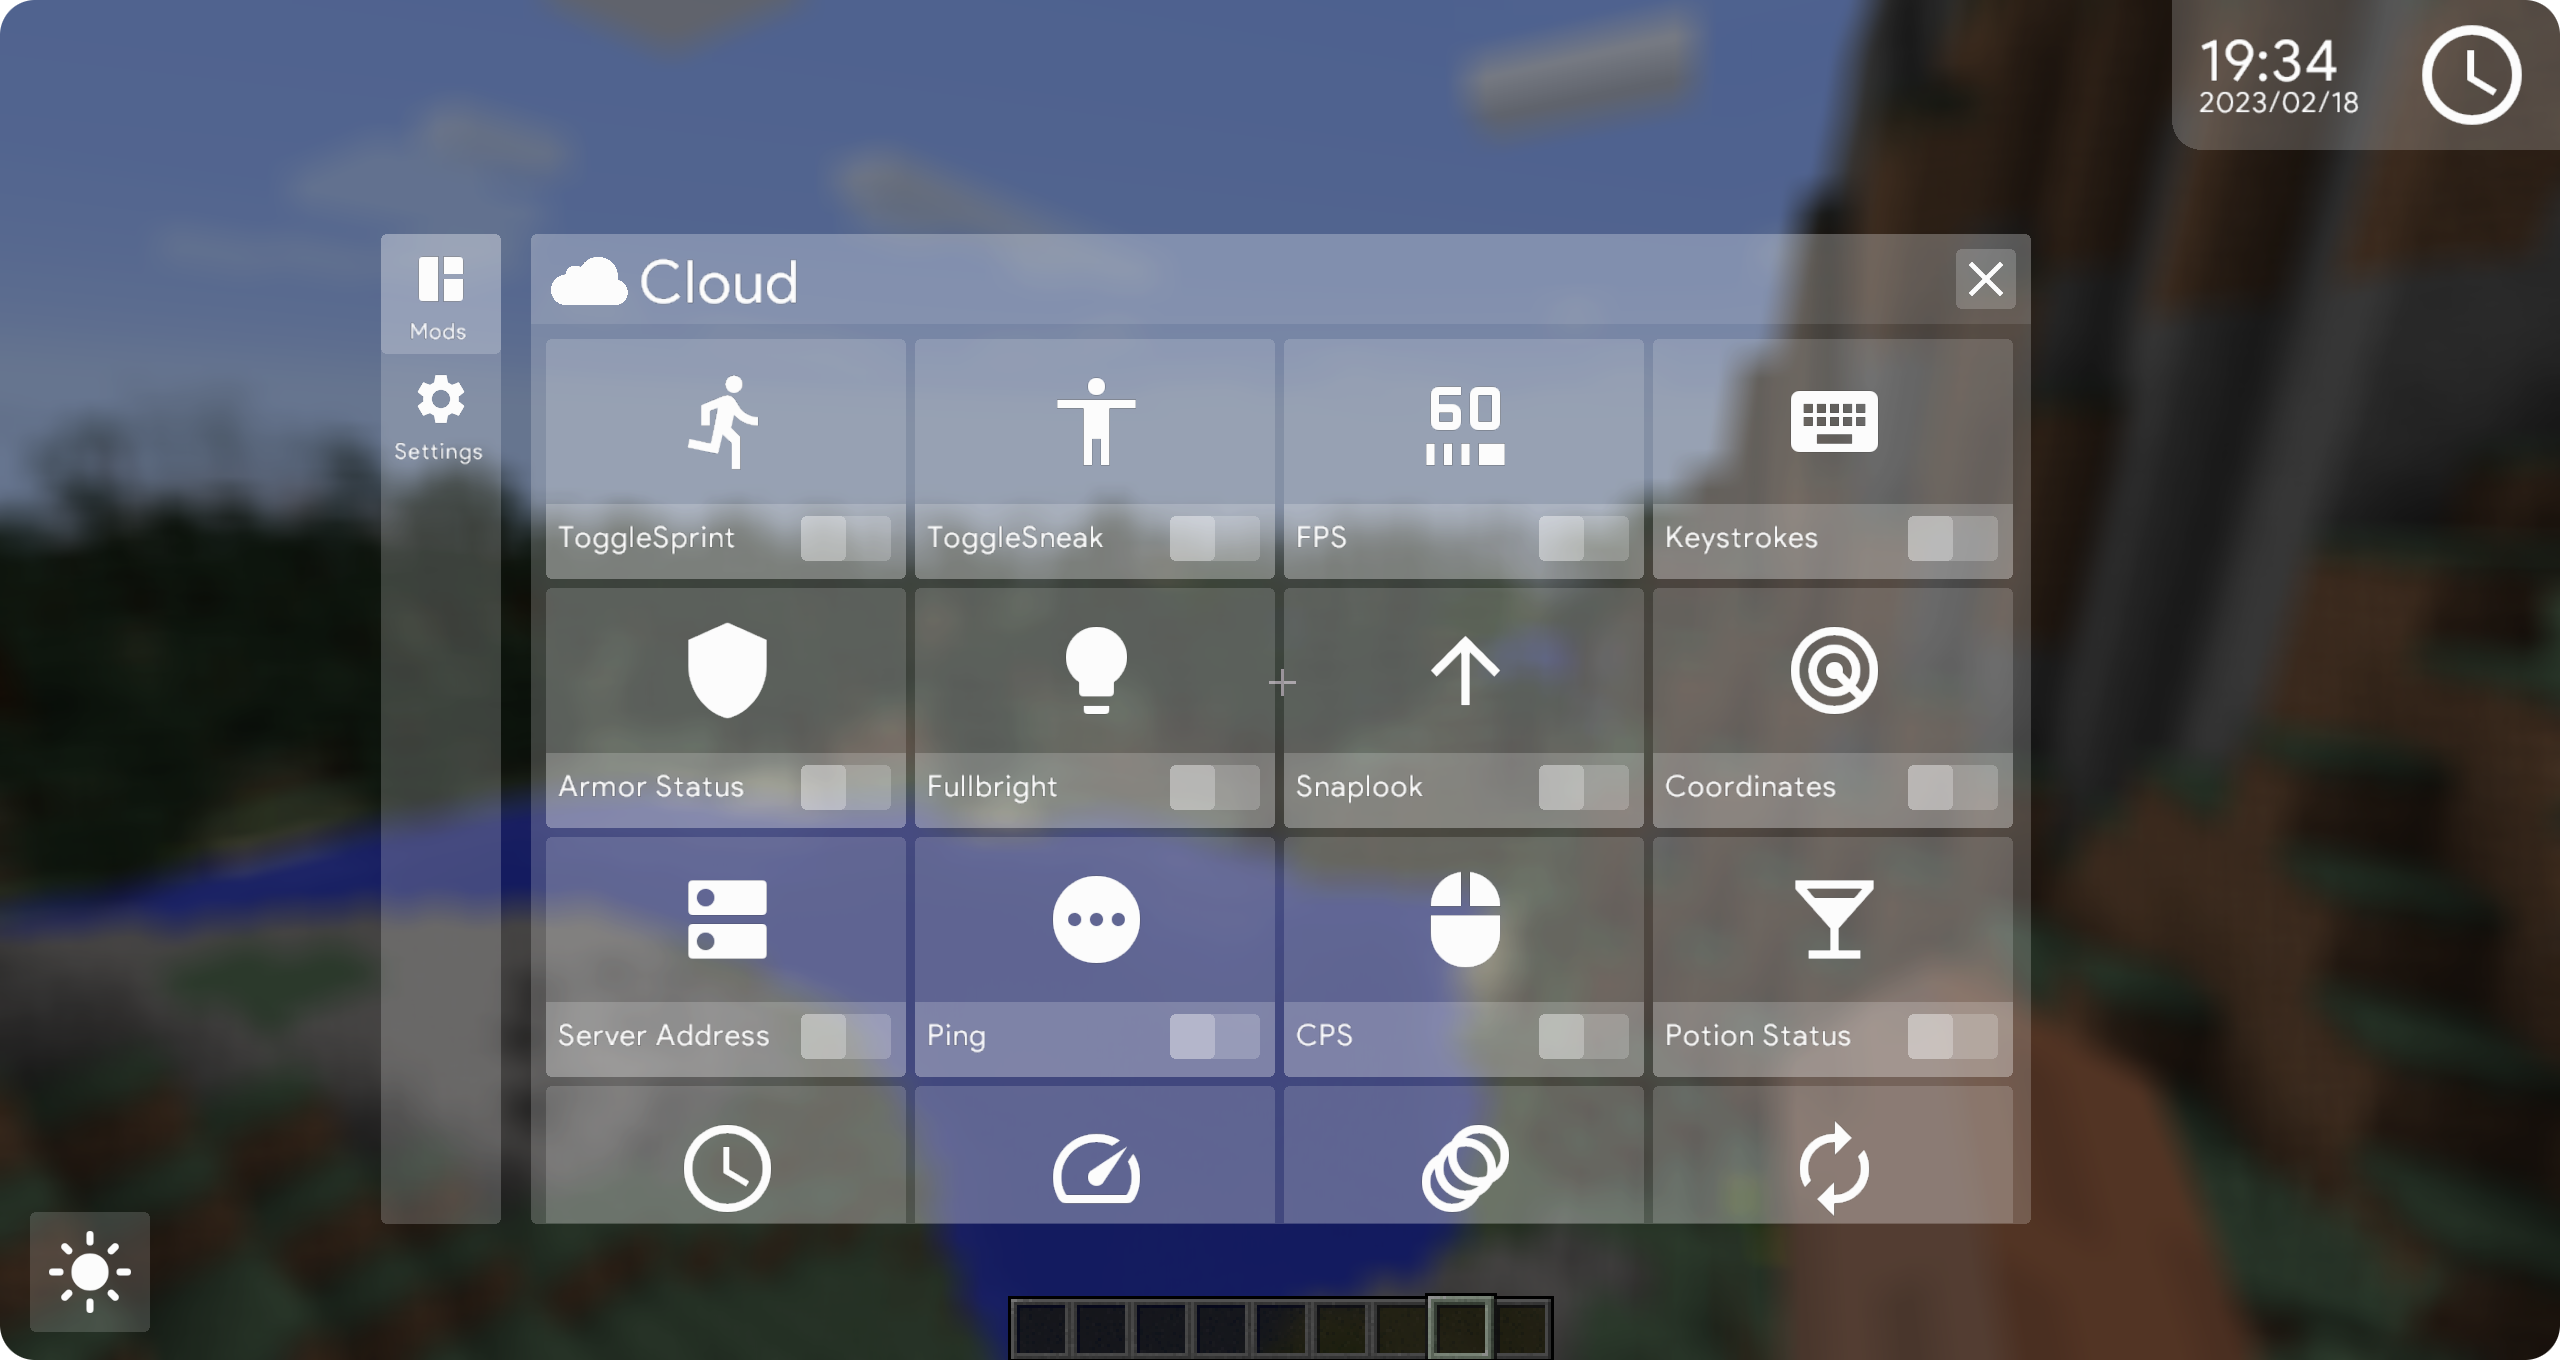 19:34
2023/02/18
Cloud
Mods
Settings
60
ToggleSprint
ToggleSneak
FPS
Keystrokes
Armor Status
Fullbright
Snaplook
Coordinates
Server Address
Ping
CPS
Potion Status